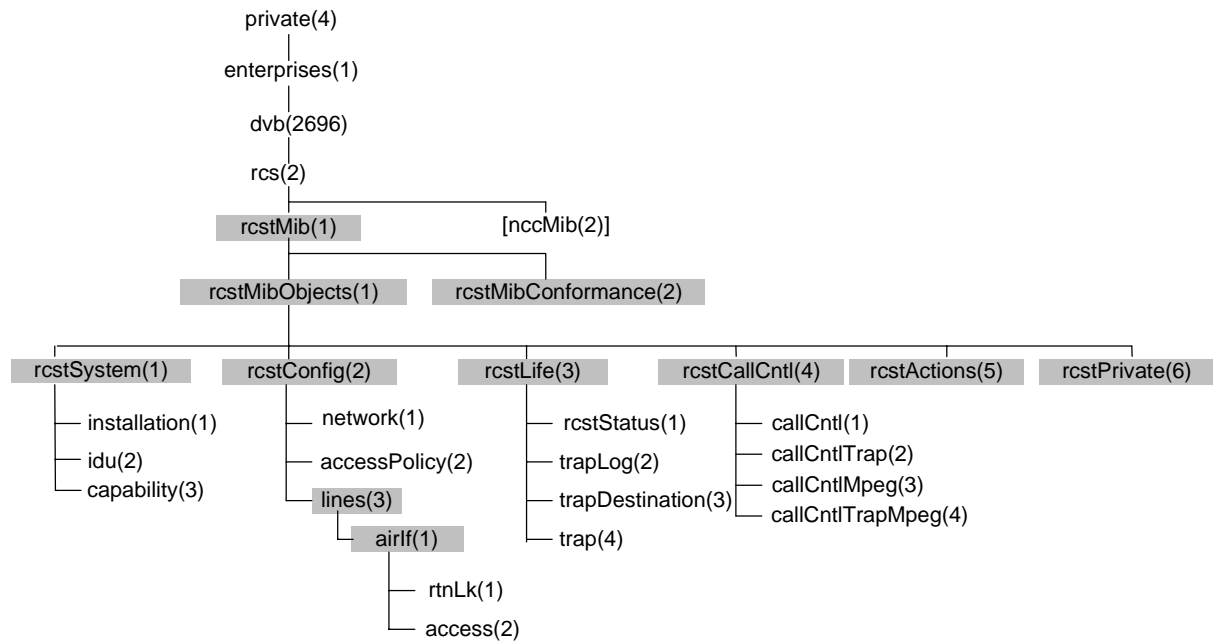 private(4)
enterprises(1)
dvb(2696)
rcs(2)
rcstMib(1)
[nccMib(2)]
rcstMibObjects(1)
rcstMibConformance(2)
rcstSystem(1)
rcstConfig(2)
rcstLife(3)
rcstCallCntl(4)
rcstActions(5)
rcstPrivate(6)
installation(1)
idu(2)
capability(3)
network(1)
accessPolicy(2)
lines(3)
airIf(1)
rtnLk(1)
access(2)
rcstStatus(1)
trapLog(2)
trapDestination(3)
trap(4)
callCntl(1)
callCntlTrap(2)
callCntlMpeg(3)
callCntlTrapMpeg(4)